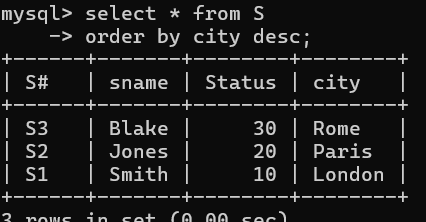 mysql> select * from S
    -> order by city desc;
+------+-------+--------+--------+
| S#   | sname | Status | city   |
+------+-------+--------+--------+
| S3   | Blake |     30 | Rome   |
| S2   | Jones |     20 | Paris  |
| S1   | Smith |     10 | London |
+------+-------+--------+--------+
3 rows in set (0.00 sec)